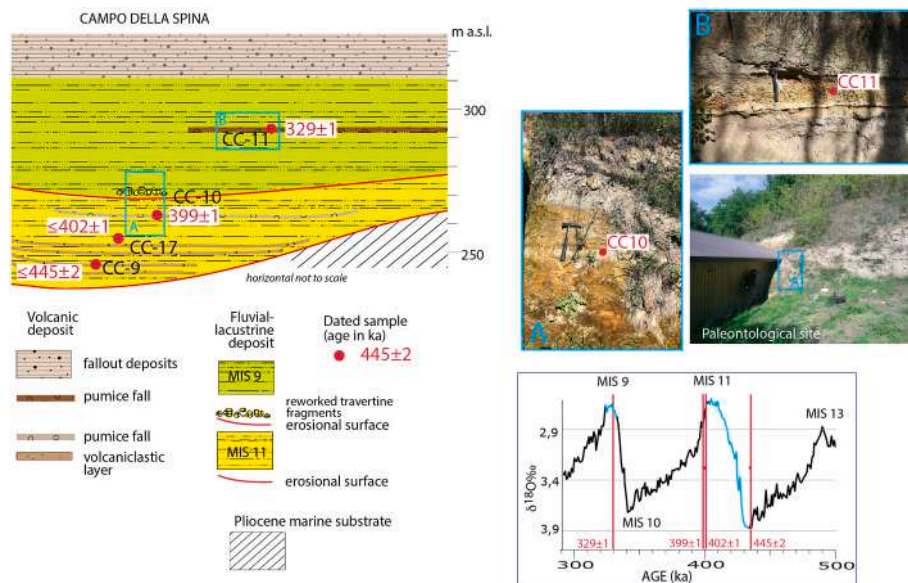 CAMPO DELLA SPINA
m a.s.l.
300
B
CC-11
329±1
CC-10
399±1
≤402±1
A
CC-17
250
CC-9
≤445±2
horizontal not to scale
Volcanic
deposit
fallout deposits
pumice fall
pumice fall
volcaniclastic
layer
Fluvial-
lacustrine
deposit
MIS 9
reworked travertine
fragments
erosional surface
MIS 11
erosional surface
Pliocene marine substrate
Dated sample
(age in ka)
445±2
CC10
A
B
CC11
A
Paleontological site
MIS 9
MIS 11
MIS 13
MIS 10
2,9
3,4
3,9
δ18O‰
329±1
399±1
402±1
445±2
300
400
500
AGE (ka)